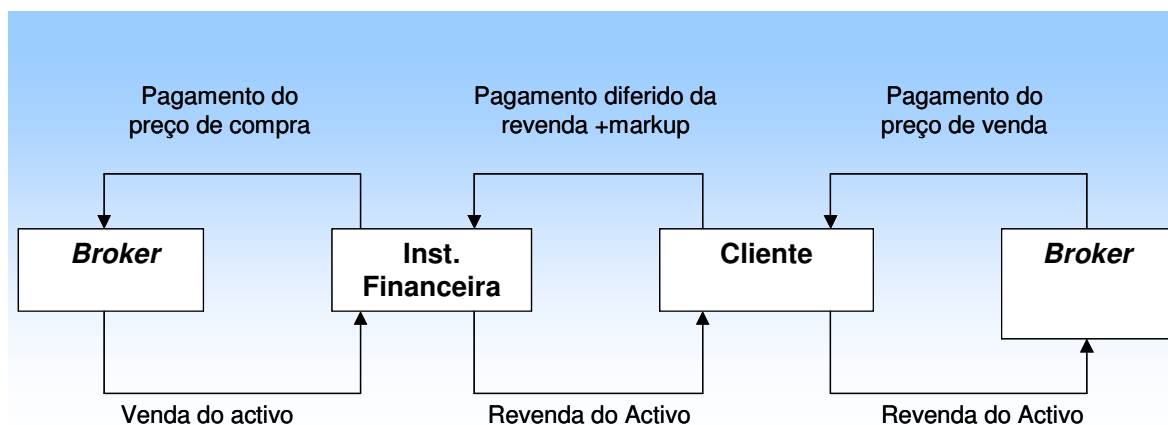 Pagamento do
preço de compra
Pagamento diferido da
revenda +markup
Pagamento do
preço de venda
Broker
Inst.
Financeira
Cliente
Broker
Venda do activo
Revenda do Activo
Revenda do Activo